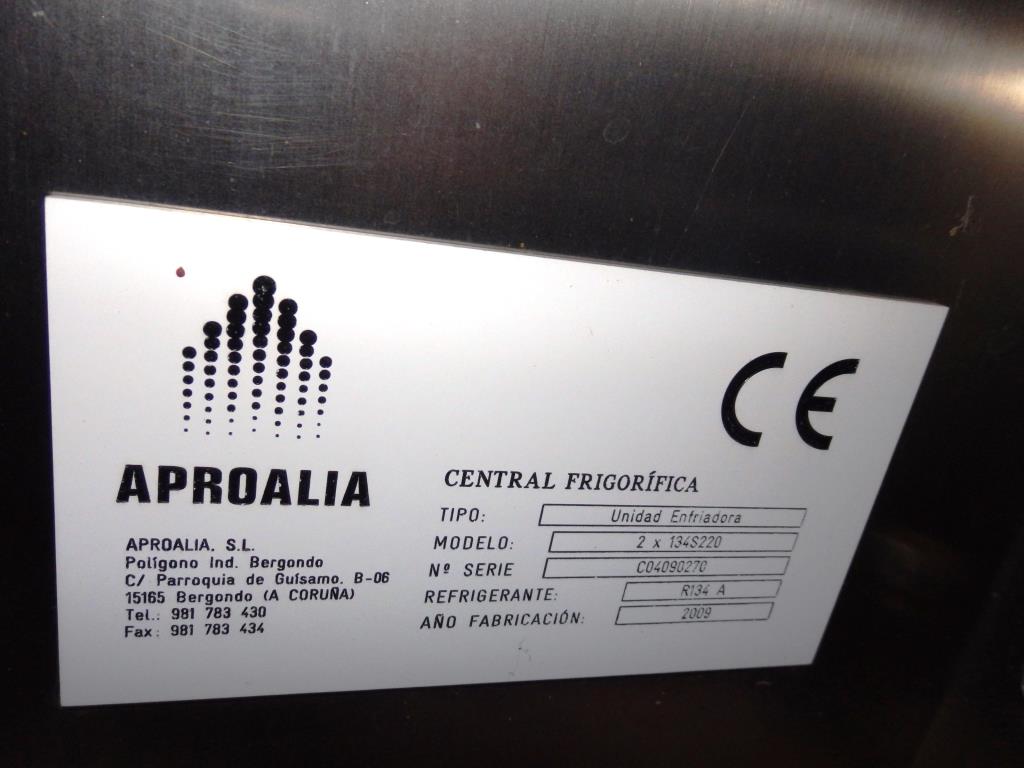 CE
APROALIA
APROALIA, S.L.
Polígono Ind. Bergondo
C/ Parroquia de Guísamo. B-06
15165 Bergondo (A CORUÑA)
Tel.: 981 783 430
Fax: 981 783 434
CENTRAL FRIGORÍFICA
TIPO: Unidad Enfriadora
MODELO: 2 x 134S220
Nº SERIE C04090270
REFRIGERANTE: R134 A
AÑO FABRICACIÓN: 2009